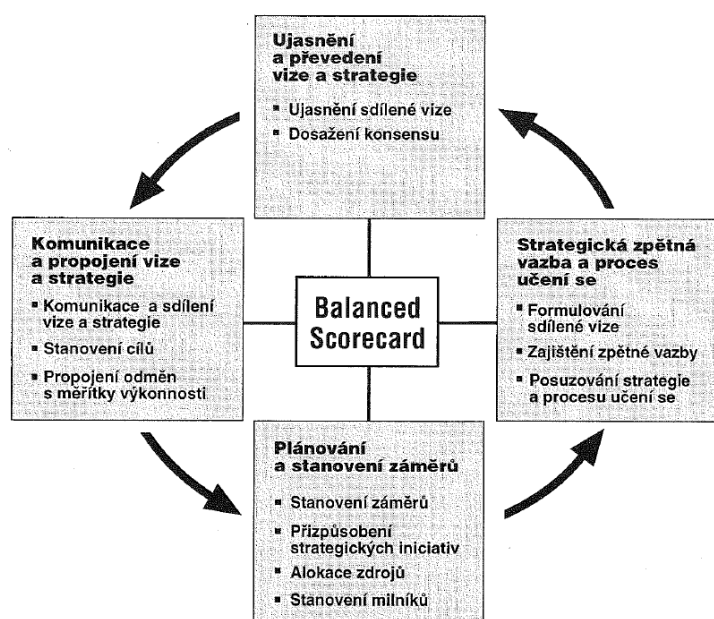 Ujasnění
a převedení
vize a strategie
▪ Ujasnění sdílené vize
▪ Dosažení konsensu
Komunikace
a propojení vize
a strategie
▪ Komunikace a sdílení
vize a strategie
▪ Stanovení cílů
▪ Propojení odměn
s měřítky výkonnosti
Balanced
Scorecard
Strategická zpětná
vazba a proces
učení se
▪ Formulování
sdílené vize
▪ Zajištění zpětné vazby
▪ Posuzování strategie
a procesu učení se
Plánování
a stanovení záměrů
▪ Stanovení záměrů
▪ Přizpůsobení
strategických iniciativ
▪ Alokace zdrojů
▪ Stanovení milníků